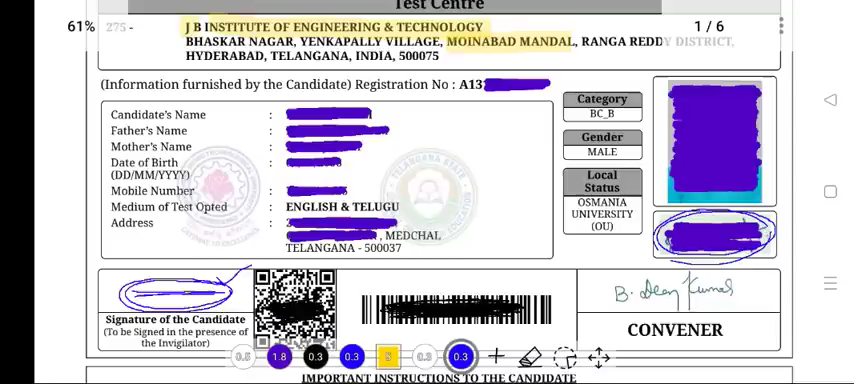 Test Centre
61%
275 -
J B INSTITUTE OF ENGINEERING & TECHNOLOGY
1 / 6
BHASKAR NAGAR, YENKAPALLY VILLAGE, MOINABAD MANDAL, RANGA REDDY DISTRICT,
HYDERABAD, TELANGANA, INDIA, 500075
(Information furnished by the Candidate) Registration No : A13
Candidate's Name :
Father's Name :
Mother's Name :
Date of Birth :
(DD/MM/YYYY)
Mobile Number :
Medium of Test Opted : ENGLISH & TELUGU
Address :
, MEDCHAL
TELANGANA - 500037
Category
BC_B
Gender
MALE
Local
Status
OSMANIA
UNIVERSITY
(OU)
Signature of the Candidate
(To be Signed in the presence of
the Invigilator)
CONVENER
0.5 1.8 0.3 0.3 5 0.3 0.3
IMPORTANT INSTRUCTIONS TO THE CANDIDATE